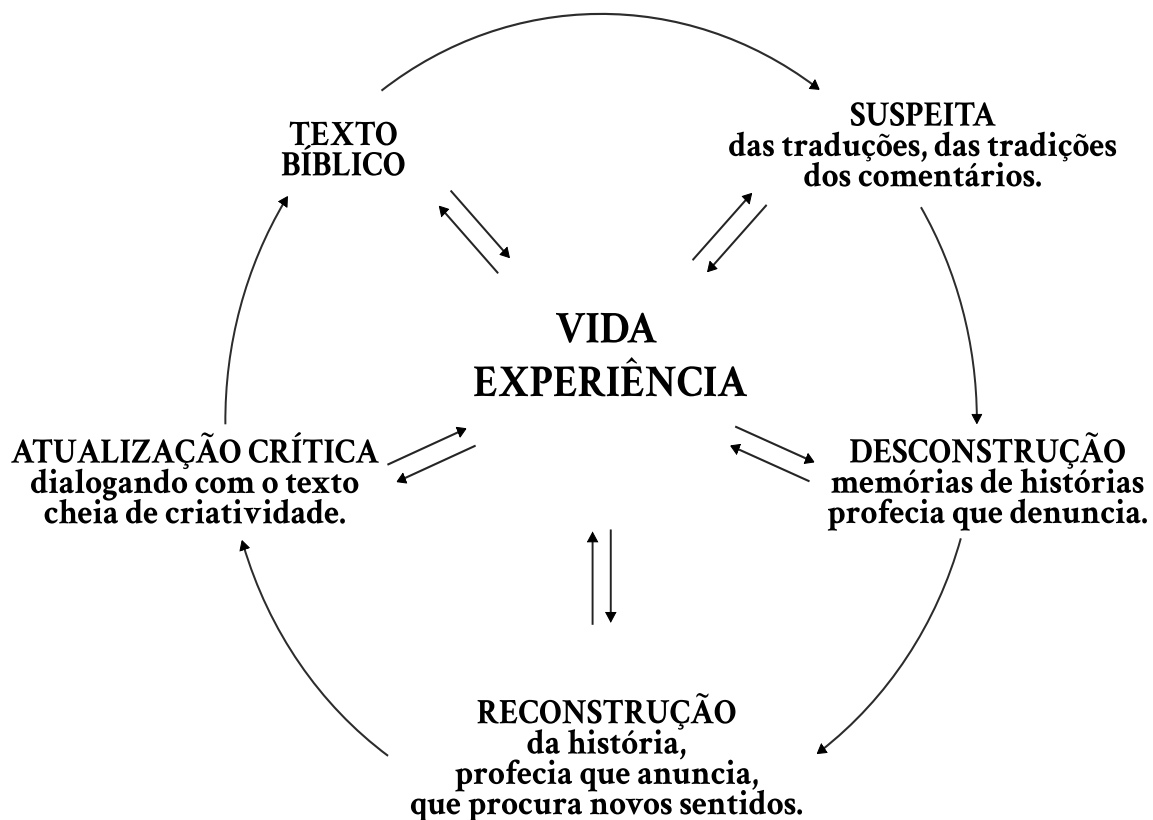 TEXTO
BÍBLICO
SUSPEITA
das traduções, das tradições
dos comentários.
VIDA
EXPERIÊNCIA
ATUALIZAÇÃO CRÍTICA
dialogando com o texto
cheia de criatividade.
DESCONSTRUÇÃO
memórias de histórias
profecia que denuncia.
RECONSTRUÇÃO
da história,
profecia que anuncia,
que procura novos sentidos.